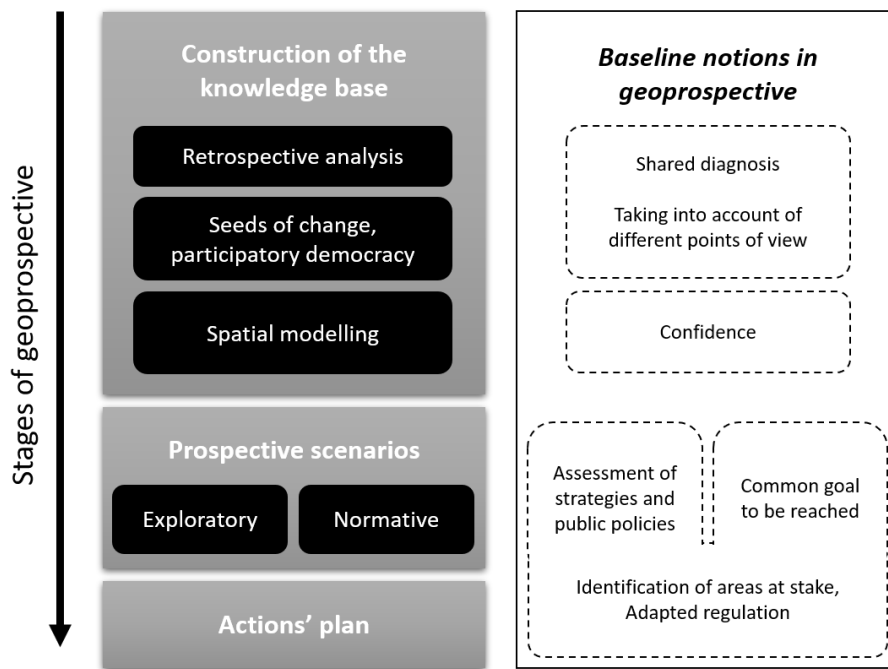 Stages of geoprospective
Construction of the
knowledge base
Retrospective analysis
Seeds of change,
participatory democracy
Spatial modelling
Prospective scenarios
Exploratory
Normative
Actions' plan
Baseline notions in
geoprospective
Shared diagnosis
Taking into account of
different points of view
Confidence
Assessment of
strategies and
public policies
Common goal
to be reached
Identification of areas at stake,
Adapted regulation